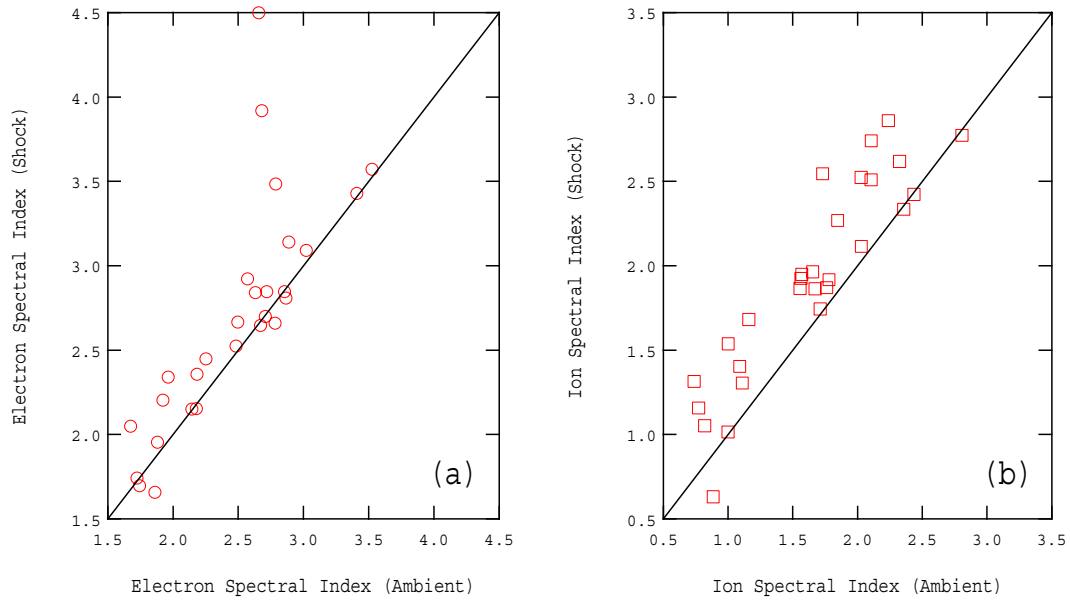 4.5
4.0
3.5
3.0
2.5
2.0
1.5
1.5 2.0 2.5 3.0 3.5 4.0 4.5
Electron Spectral Index (Shock)
Electron Spectral Index (Ambient)
(a)
3.5
3.0
2.5
2.0
1.5
1.0
0.5
0.5 1.0 1.5 2.0 2.5 3.0 3.5
Ion Spectral Index (Shock)
Ion Spectral Index (Ambient)
(b)